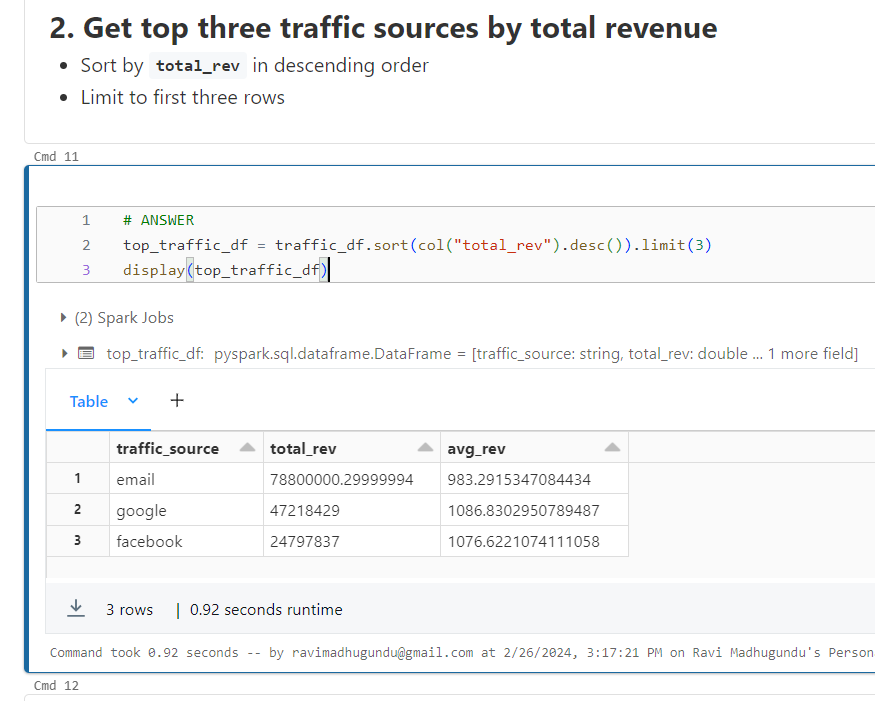 2. Get top three traffic sources by total revenue
• Sort by total_rev in descending order
• Limit to first three rows
Cmd 11
1 # ANSWER
2 top_traffic_df = traffic_df.sort(col("total_rev").desc()).limit(3)
3 display(top_traffic_df)
(2) Spark Jobs
top_traffic_df: pyspark.sql.dataframe.DataFrame = [traffic_source: string, total_rev: double ... 1 more field]
Table +
traffic_source total_rev avg_rev
1 email 78800000.29999994 983.2915347084434
2 google 47218429 1086.8302950789487
3 facebook 24797837 1076.6221074111058
3 rows | 0.92 seconds runtime
Command took 0.92 seconds -- by ravimadhugundu@gmail.com at 2/26/2024, 3:17:21 PM on Ravi Madhugundu's Person
Cmd 12